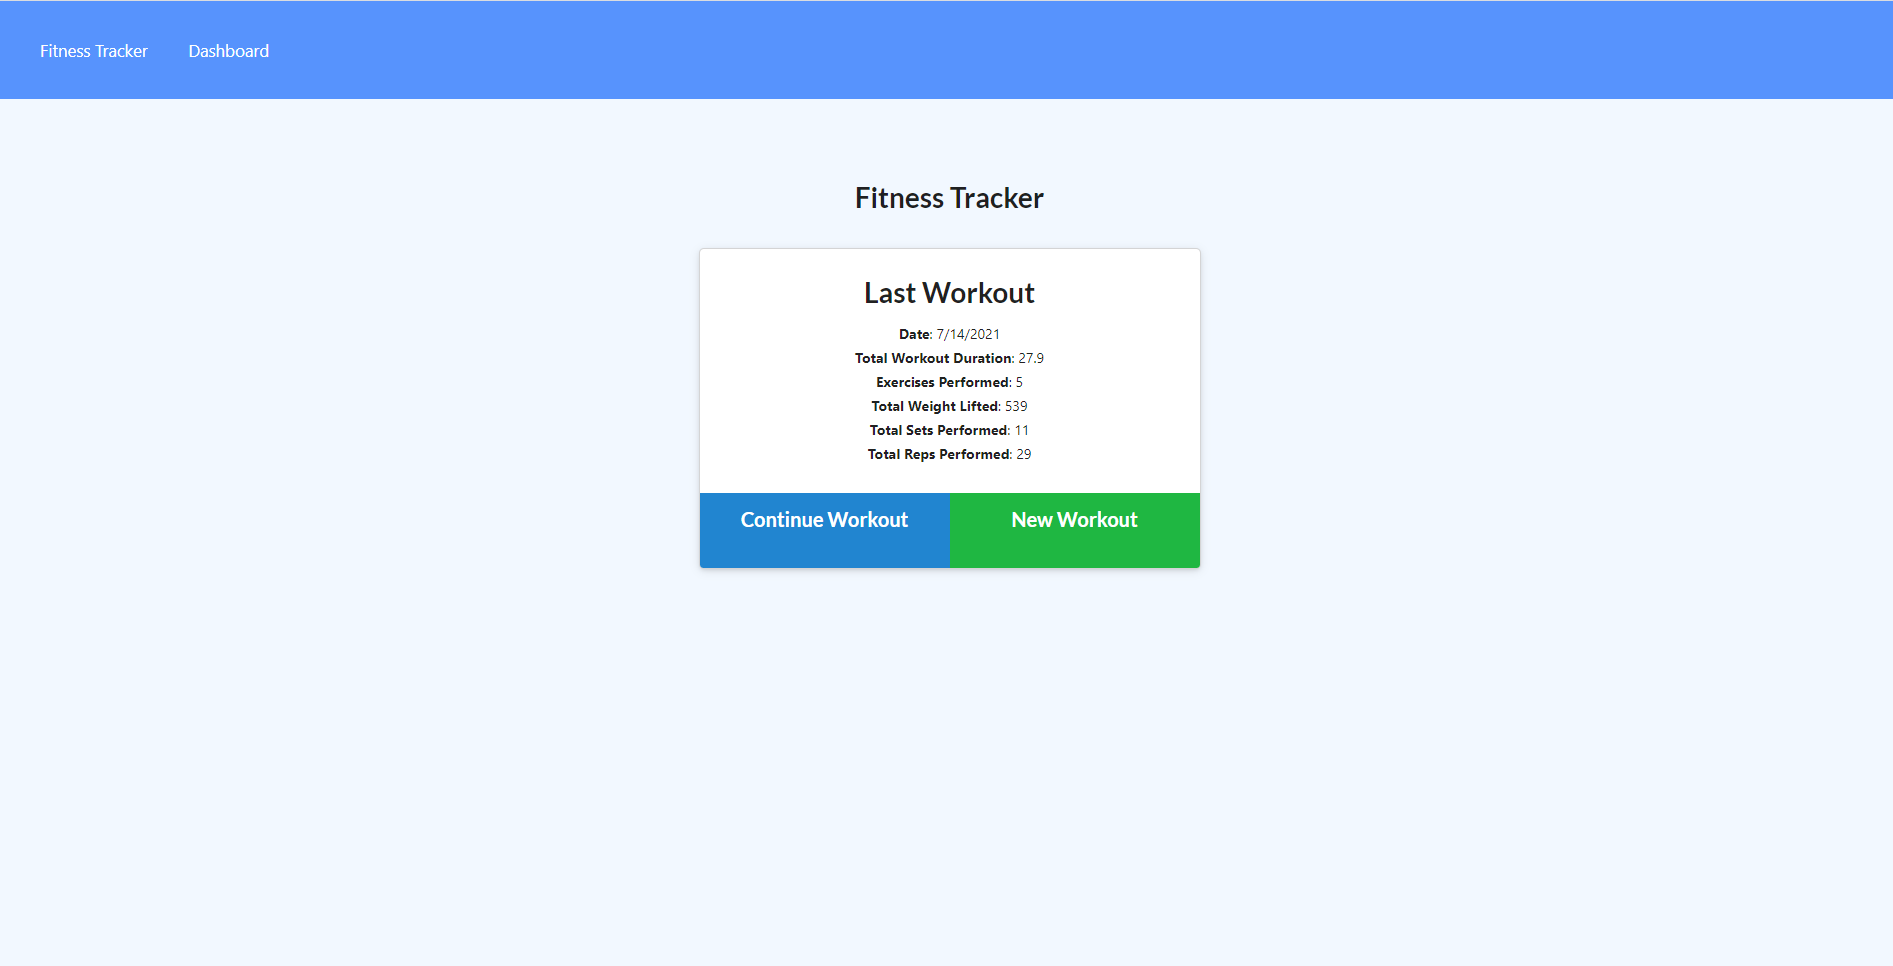 Fitness Tracker Dashboard
Fitness Tracker
Last Workout
Date: 7/14/2021
Total Workout Duration: 27.9
Exercises Performed: 5
Total Weight Lifted: 539
Total Sets Performed: 11
Total Reps Performed: 29
Continue Workout New Workout